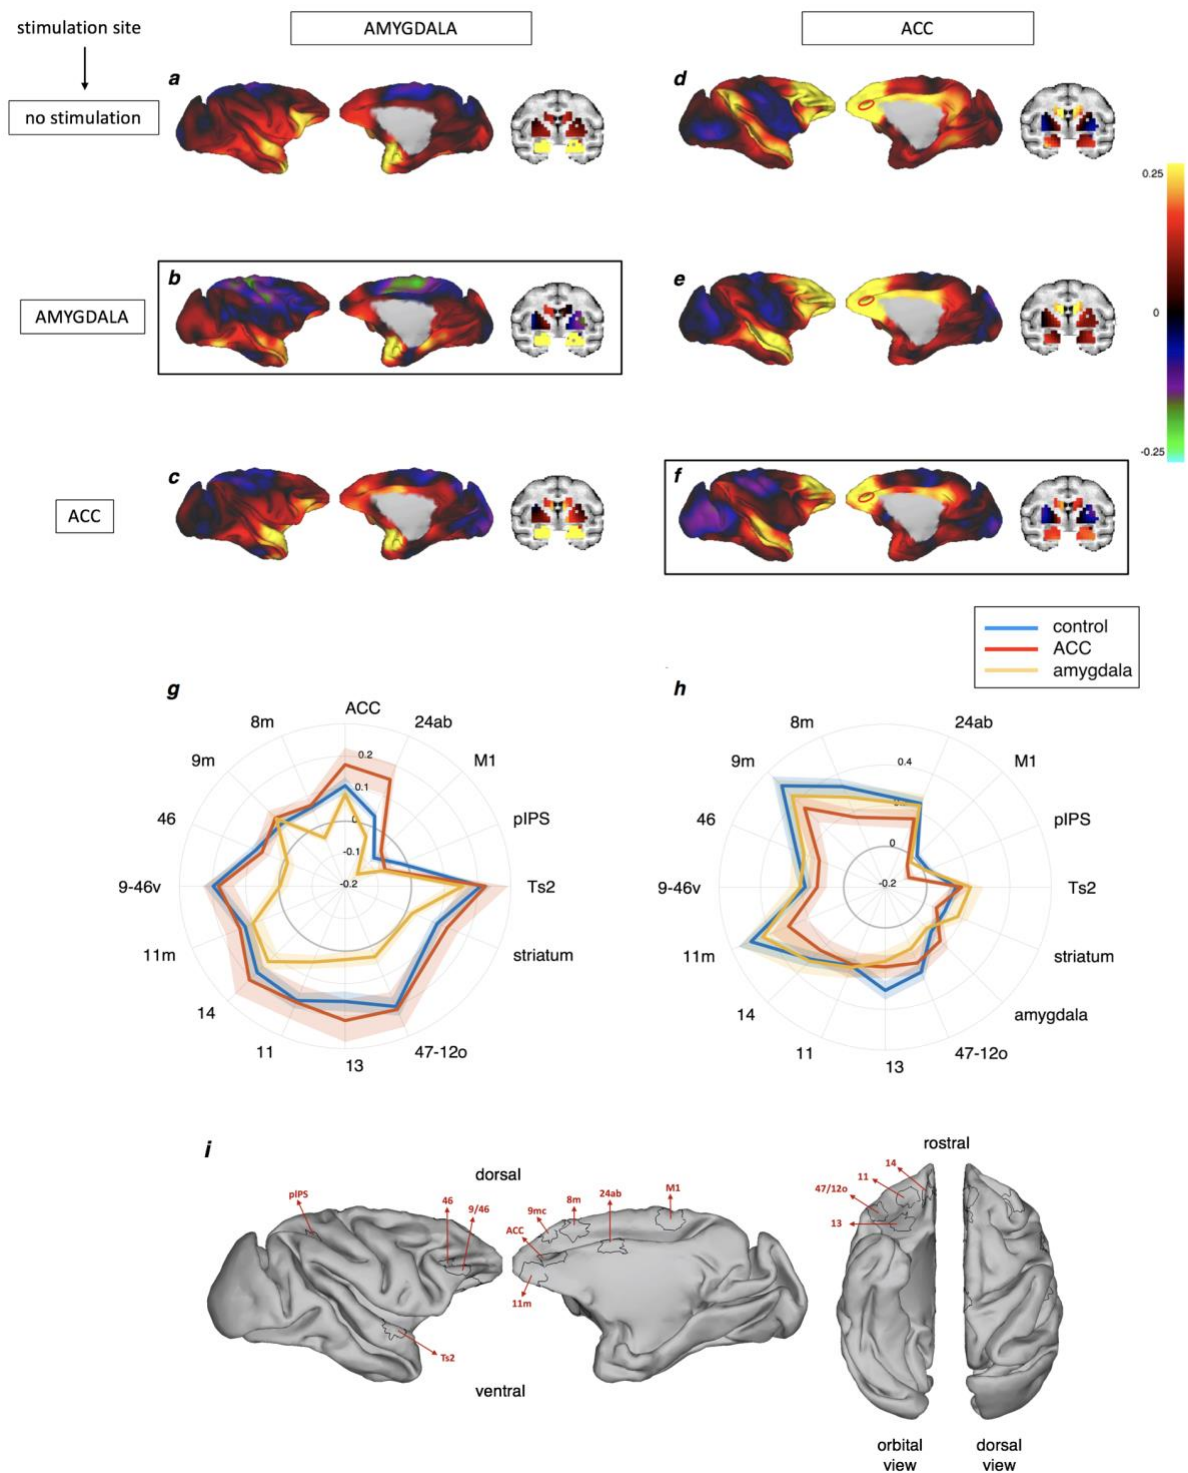 stimulation site
AMYGDALA
ACC
no stimulation
a
d
0.25
AMYGDALA
b
e
0
ACC
c
f
-0.25
control
ACC
amygdala
g
ACC
8m
24ab
9m
M1
46
pIPS
9-46v
Ts2
11m
striatum
14
11
47-12o
13
0.2
0.1
0
-0.1
-0.2
h
8m
24ab
9m
M1
46
pIPS
9-46v
Ts2
11m
striatum
14
amygdala
11
47-12o
13
0.4
0
-0.2
i
dorsal
rostral
pIPS
46
9/46
9mc
8m
24ab
M1
ACC
11m
Ts2
ventral
14
11
47/12o
13
orbital
view
dorsal
view